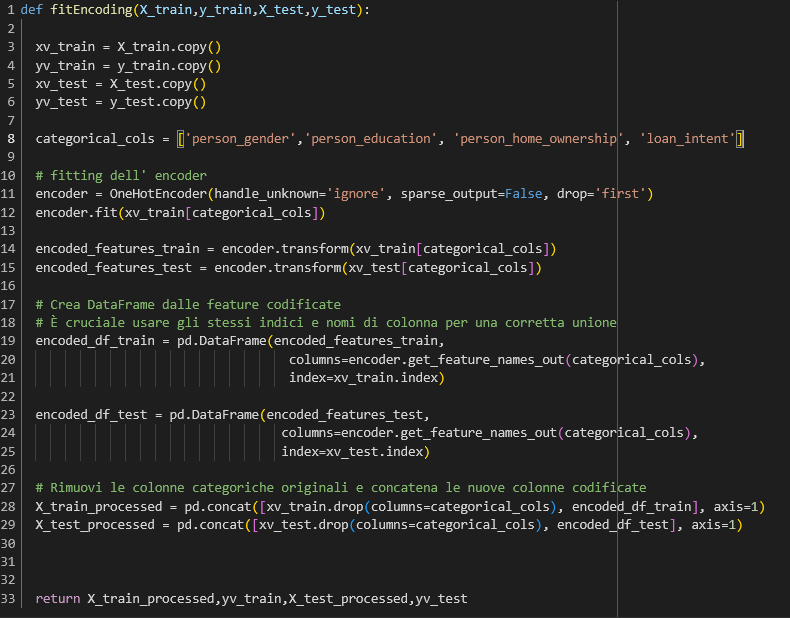 1 def fitEncoding(X_train,y_train,X_test,y_test):
2
3 xv_train = X_train.copy()
4 yv_train = y_train.copy()
5 xv_test = X_test.copy()
6 yv_test = y_test.copy()
7
8 categorical_cols = ['person_gender','person_education', 'person_home_ownership', 'loan_intent']
9
10 # fitting dell' encoder
11 encoder = OneHotEncoder(handle_unknown='ignore', sparse_output=False, drop='first')
12 encoder.fit(xv_train[categorical_cols])
13
14 encoded_features_train = encoder.transform(xv_train[categorical_cols])
15 encoded_features_test = encoder.transform(xv_test[categorical_cols])
16
17 # Crea DataFrame dalle feature codificate
18 # È cruciale usare gli stessi indici e nomi di colonna per una corretta unione
19 encoded_df_train = pd.DataFrame(encoded_features_train,
20 columns=encoder.get_feature_names_out(categorical_cols),
21 index=xv_train.index)
22
23 encoded_df_test = pd.DataFrame(encoded_features_test,
24 columns=encoder.get_feature_names_out(categorical_cols),
25 index=xv_test.index)
26
27 # Rimuovi le colonne categoriche originali e concatena le nuove colonne codificate
28 X_train_processed = pd.concat([xv_train.drop(columns=categorical_cols), encoded_df_train], axis=1)
29 X_test_processed = pd.concat([xv_test.drop(columns=categorical_cols), encoded_df_test], axis=1)
30
31
32
33 return X_train_processed,yv_train,X_test_processed,yv_test